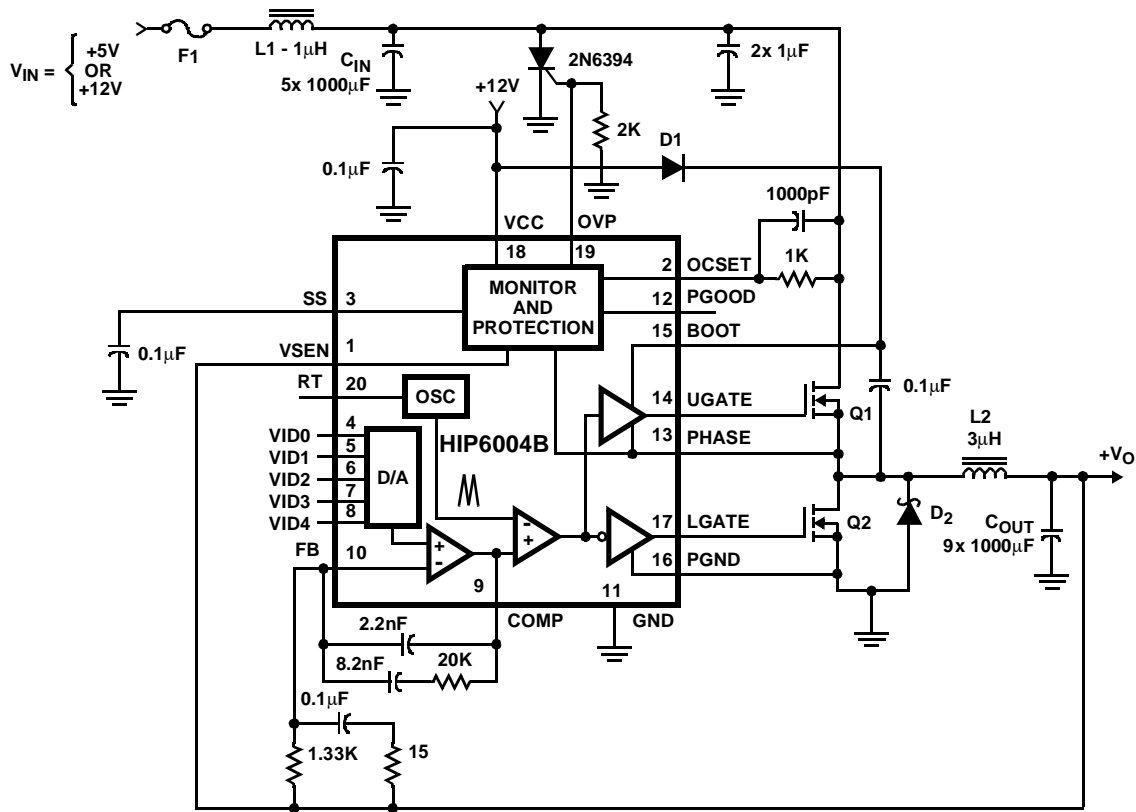 V_IN =
+5V
OR
+12V
F1
L1 - 1μH
C_IN
5x 1000μF
2N6394
2x 1μF
+12V
2K
D1
0.1μF
1000pF
VCC
OVP
18
19
2
OCSET
1K
MONITOR
AND
PROTECTION
12
PGOOD
SS
3
15
BOOT
0.1μF
VSEN
1
RT
20
OSC
14
UGATE
Q1
0.1μF
13
PHASE
L2
3μH
+V_O
VID0
4
VID1
5
VID2
6
VID3
7
VID4
8
D/A
HIP6004B
+
-
-
+
17
LGATE
Q2
D_2
C_OUT
9x 1000μF
FB
10
16
PGND
9
COMP
11
GND
2.2nF
8.2nF
20K
0.1μF
1.33K
15